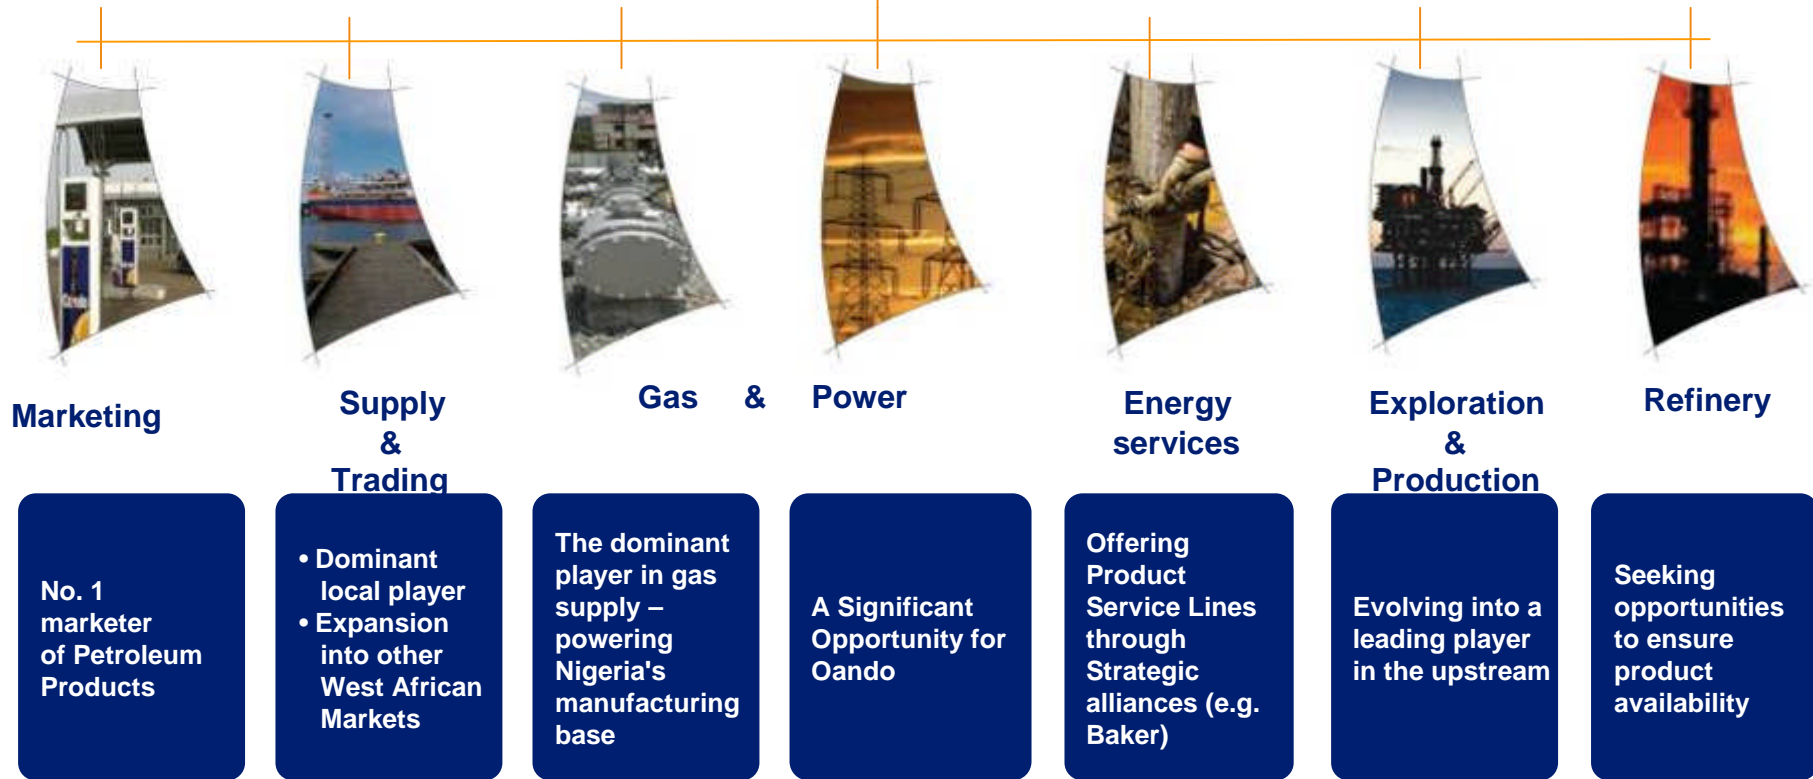 Marketing
Supply
&
Trading
Gas & Power
Energy
services
Exploration
&
Production
Refinery
No. 1
marketer
of Petroleum
Products
• Dominant
local player
• Expansion
into other
West African
Markets
The dominant
player in gas
supply –
powering
Nigeria's
manufacturing
base
A Significant
Opportunity for
Oando
Offering
Product
Service Lines
through
Strategic
alliances (e.g.
Baker)
Evolving into a
leading player
in the upstream
Seeking
opportunities
to ensure
product
availability